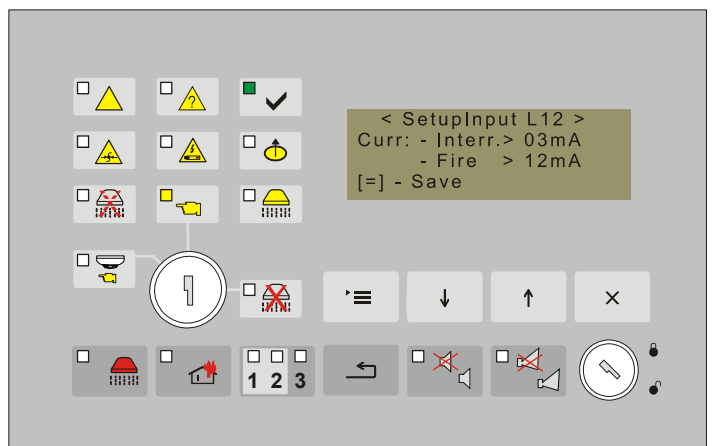 ?
< SetupInput L12 >
Curr: - Interr.> 03mA
- Fire > 12mA
[=] - Save
1 2 3